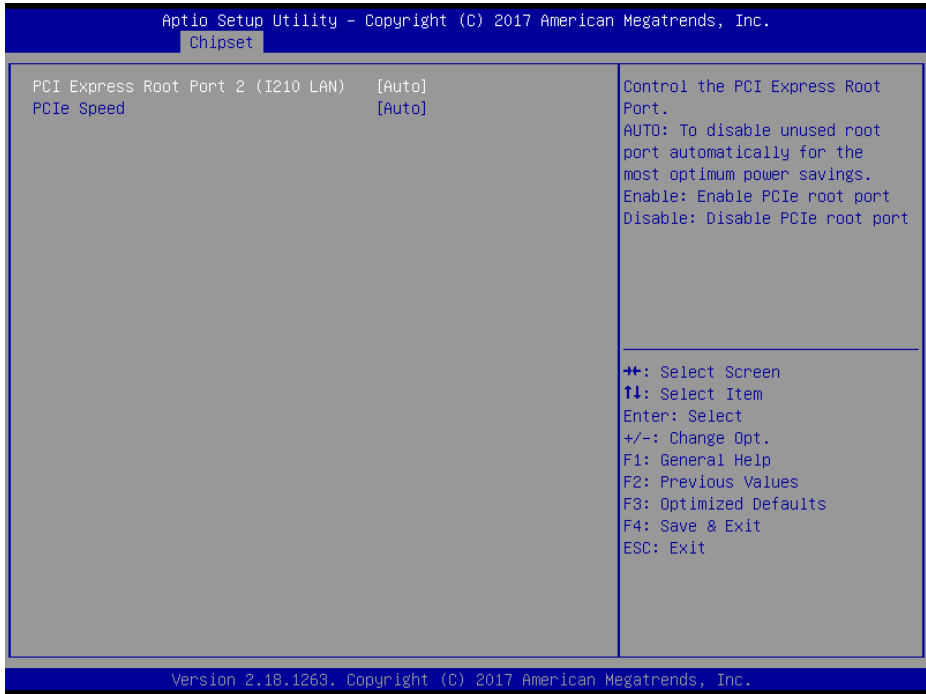 Aptio Setup Utility – Copyright (C) 2017 American Megatrends, Inc.
Chipset
PCI Express Root Port 2 (I210 LAN) [Auto]
PCIe Speed [Auto]
Control the PCI Express Root
Port.
AUTO: To disable unused root
port automatically for the
most optimum power savings.
Enable: Enable PCIe root port
Disable: Disable PCIe root port
→←: Select Screen
↑↓: Select Item
Enter: Select
+/-: Change Opt.
F1: General Help
F2: Previous Values
F3: Optimized Defaults
F4: Save & Exit
ESC: Exit
Version 2.18.1263. Copyright (C) 2017 American Megatrends, Inc.